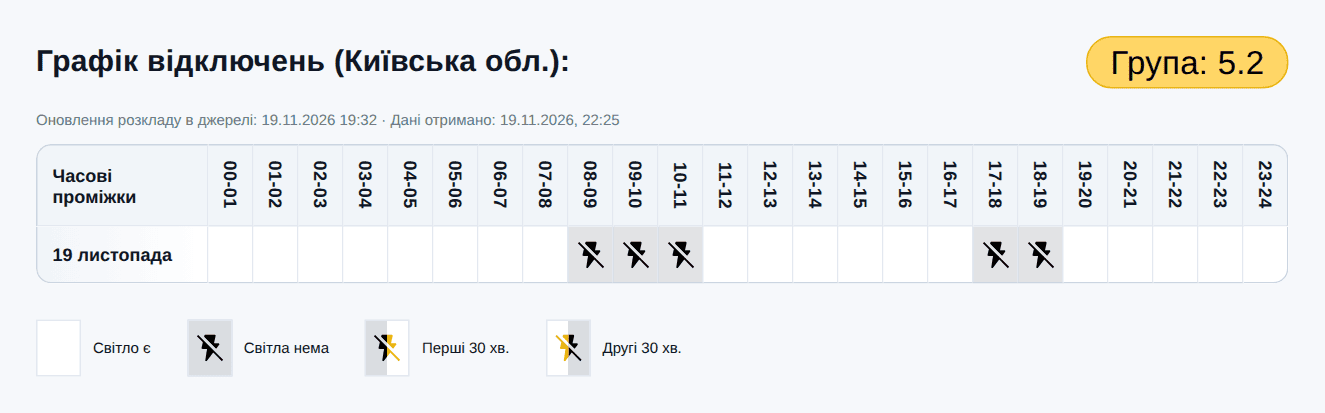 Графік відключень (Київська обл.):
Група: 5.2
Оновлення розкладу в джерелі: 19.11.2026 19:32 · Дані отримано: 19.11.2026, 22:25
Часові
проміжки
00-01
01-02
02-03
03-04
04-05
05-06
06-07
07-08
08-09
09-10
10-11
11-12
12-13
13-14
14-15
15-16
16-17
17-18
18-19
19-20
20-21
21-22
22-23
23-24
19 листопада
Світло є
Світла нема
Перші 30 хв.
Другі 30 хв.